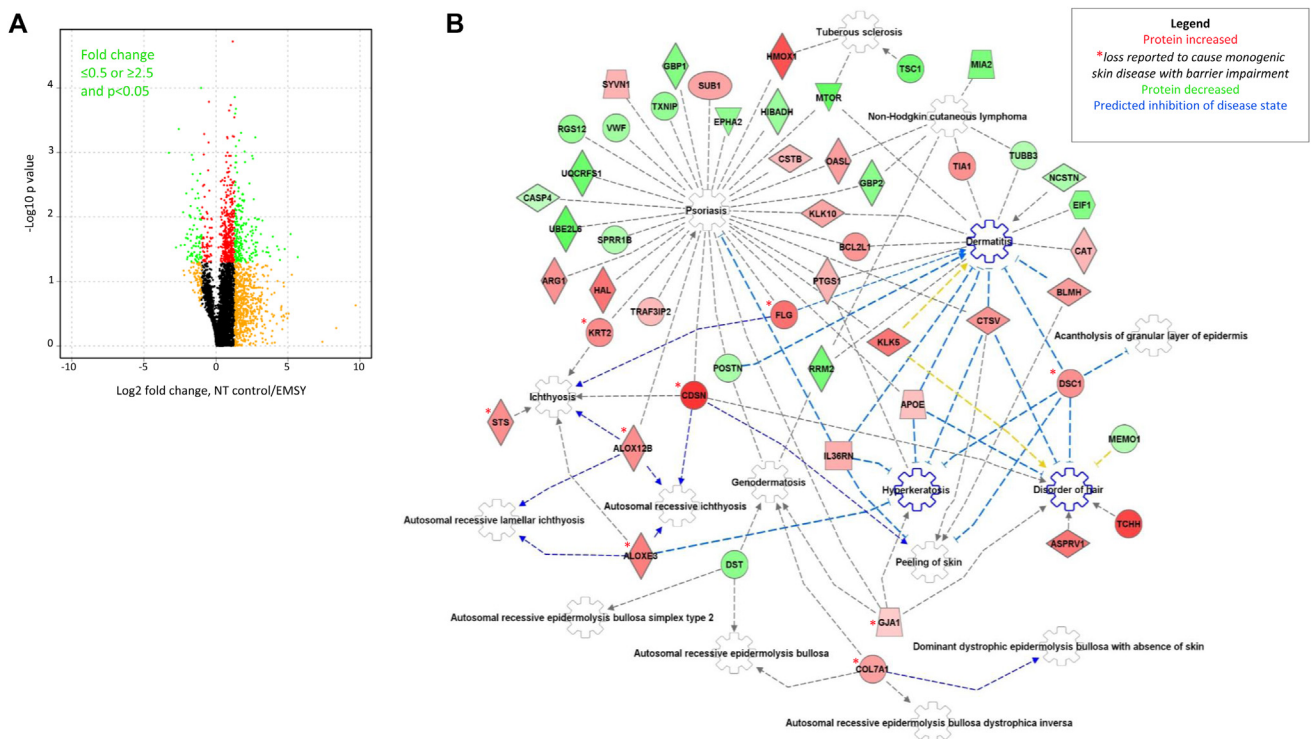 A
Fold change
≤0.5 or ≥2.5
and p<0.05
-Log10 p value
4
3
2
1
0
-10
-5
0
5
10
Log2 fold change, NT control/EMSY
B
Legend
Protein increased
*loss reported to cause monogenic
skin disease with barrier impairment
Protein decreased
Predicted inhibition of disease state
Tuberous sclerosis
HMOX1
GBP1
SYVN1
SUB1
TSC1
MIA2
TXNIP
MTOR
HIBADH
EPHA2
Non-Hodgkin cutaneous lymphoma
RGS12
VWF
CSTB
OASL
TIA1
TUBB3
UQCRFS1
GBP2
NCSTN
CASP4
EIF1
Psoriasis
KLK10
UBE2L6
SPRR1B
BCL2L1
Dermatitis
CAT
ARG1
HAL
PTGS1
BLMH
TRAF3IP2
* FLG
CTSV
* KRT2
KLK5
Acantholysis of granular layer of epidermis
POSTN
RRM2
* DSC1
Ichthyosis
* CDSN
APOE
* STS
* ALOX12B
MEMO1
IL36RN
Genodermatosis
Hyperkeratosis
Disorder of hair
Autosomal recessive ichthyosis
Autosomal recessive lamellar ichthyosis
TCHH
* ALOXE3
ASPRV1
DST
Peeling of skin
Autosomal recessive epidermolysis bullosa simplex type 2
* GJA1
Dominant dystrophic epidermolysis bullosa with absence of skin
Autosomal recessive epidermolysis bullosa
* COL7A1
Autosomal recessive epidermolysis bullosa dystrophica inversa